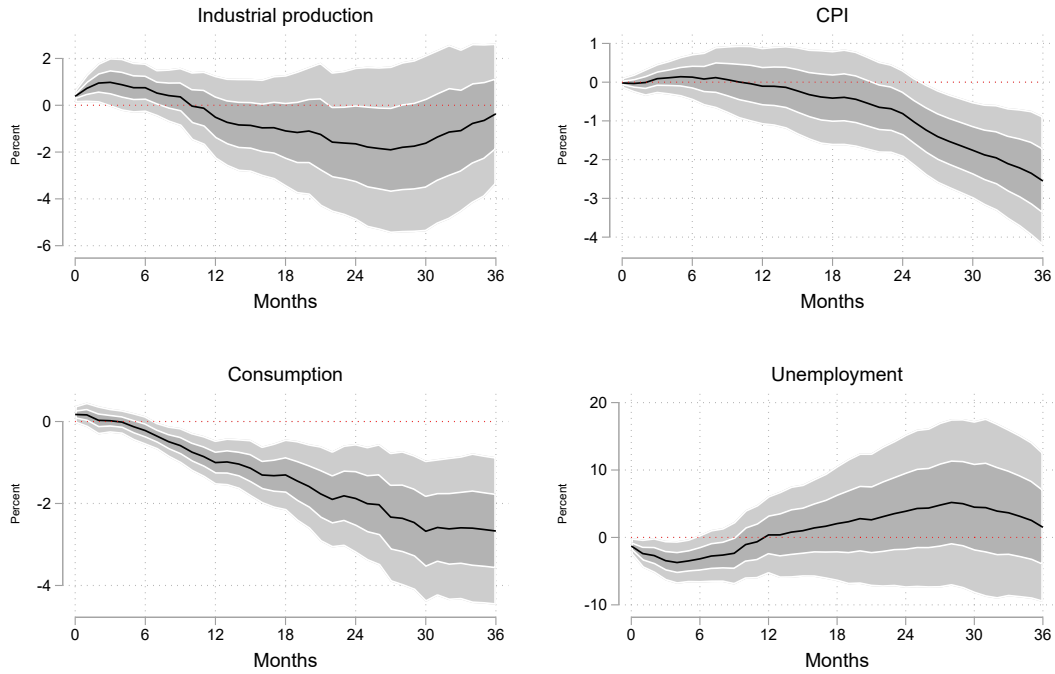 Industrial production
Percent
2
0
-2
-4
-6
0 6 12 18 24 30 36
Months
CPI
Percent
1
0
-1
-2
-3
-4
0 6 12 18 24 30 36
Months
Consumption
Percent
0
-2
-4
0 6 12 18 24 30 36
Months
Unemployment
Percent
20
10
0
-10
0 6 12 18 24 30 36
Months